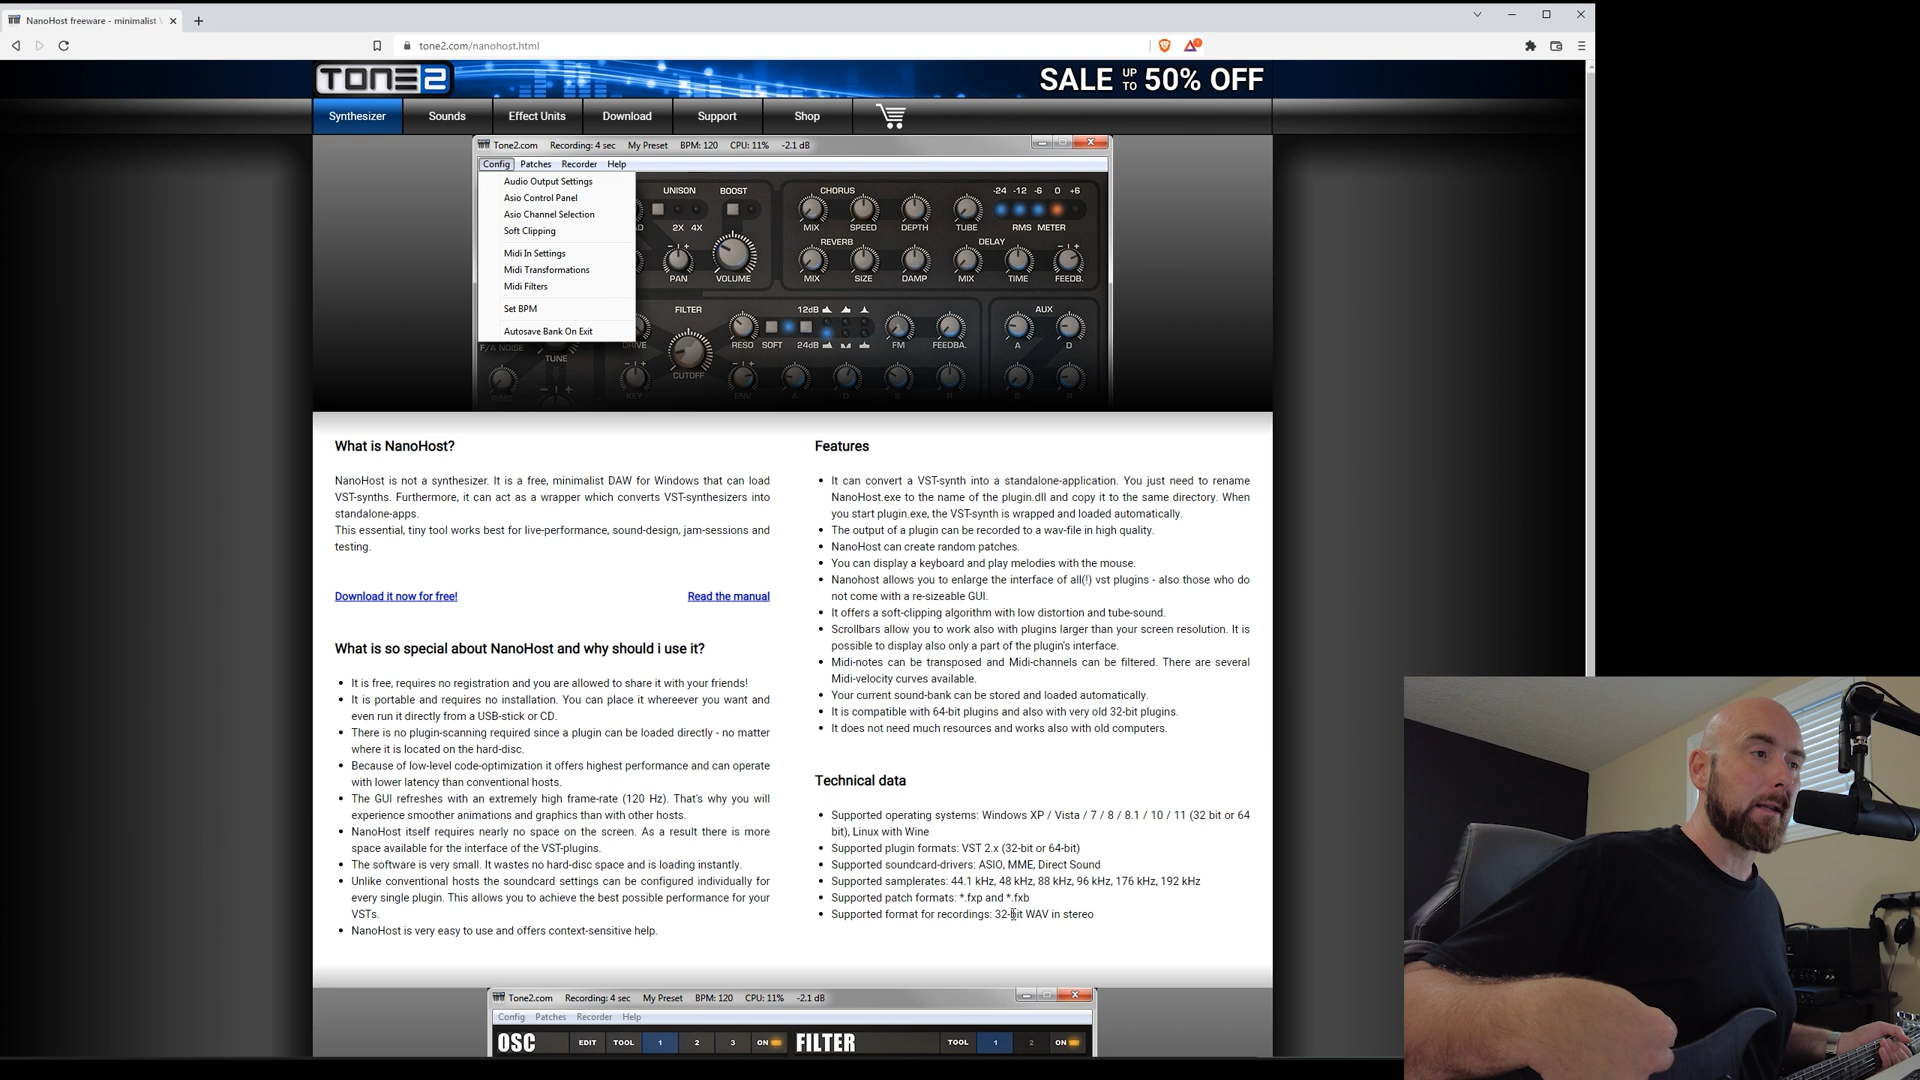 NanoHost freeware - minimalist
tone2.com/nanohost.html
TONE2
SALE UP TO 50% OFF
Synthesizer
Sounds
Effect Units
Download
Support
Shop
Tone2.com Recording: 4 sec My Preset BPM: 120 CPU: 11% -2.1 dB
Config Patches Recorder Help
Audio Output Settings
Asio Control Panel
Asio Channel Selection
Soft Clipping
Midi In Settings
Midi Transformations
Midi Filters
Set BPM
Autosave Bank On Exit
UNISON BOOST
2X 4X
PAN VOLUME
CHORUS
MIX SPEED DEPTH TUBE
-24 -12 -6 0 +6
RMS METER
REVERB DELAY
MIX SIZE DAMP MIX TIME FEEDB.
FILTER 12dB AUX
DRIVE RESO SOFT 24dB FM FEEDBA. A D
F/A NOISE TUNE CUTOFF
RING KEY ENV A D S R S R
What is NanoHost?
NanoHost is not a synthesizer. It is a free, minimalist DAW for Windows that can load
VST-synths. Furthermore, it can act as a wrapper which converts VST-synthesizers into
standalone-apps.
This essential, tiny tool works best for live-performance, sound-design, jam-sessions and
testing.
Download it now for free! Read the manual
What is so special about NanoHost and why should i use it?
• It is free, requires no registration and you are allowed to share it with your friends!
• It is portable and requires no installation. You can place it whereever you want and
even run it directly from a USB-stick or CD.
• There is no plugin-scanning required since a plugin can be loaded directly - no matter
where it is located on the hard-disc.
• Because of low-level code-optimization it offers highest performance and can operate
with lower latency than conventional hosts.
• The GUI refreshes with an extremely high frame-rate (120 Hz). That's why you will
experience smoother animations and graphics than with other hosts.
• NanoHost itself requires nearly no space on the screen. As a result there is more
space available for the interface of the VST-plugins.
• The software is very small. It wastes no hard-disc space and is loading instantly.
• Unlike conventional hosts the soundcard settings can be configured individually for
every single plugin. This allows you to achieve the best possible performance for your
VSTs.
• NanoHost is very easy to use and offers context-sensitive help.
Features
• It can convert a VST-synth into a standalone-application. You just need to rename
NanoHost.exe to the name of the plugin.dll and copy it to the same directory. When
you start plugin.exe, the VST-synth is wrapped and loaded automatically.
• The output of a plugin can be recorded to a wav-file in high quality.
• NanoHost can create random patches.
• You can display a keyboard and play melodies with the mouse.
• Nanohost allows you to enlarge the interface of all(!) vst plugins - also those who do
not come with a re-sizeable GUI.
• It offers a soft-clipping algorithm with low distortion and tube-sound.
• Scrollbars allow you to work also with plugins larger than your screen resolution. It is
possible to display also only a part of the plugin's interface.
• Midi-notes can be transposed and Midi-channels can be filtered. There are several
Midi-velocity curves available.
• Your current sound-bank can be stored and loaded automatically.
• It is compatible with 64-bit plugins and also with very old 32-bit plugins.
• It does not need much resources and works also with old computers.
Technical data
• Supported operating systems: Windows XP / Vista / 7 / 8 / 8.1 / 10 / 11 (32 bit or 64
bit), Linux with Wine
• Supported plugin formats: VST 2.x (32-bit or 64-bit)
• Supported soundcard-drivers: ASIO, MME, Direct Sound
• Supported samplerates: 44.1 kHz, 48 kHz, 88 kHz, 96 kHz, 176 kHz, 192 kHz
• Supported patch formats: *.fxp and *.fxb
• Supported format for recordings: 32-bit WAV in stereo
Tone2.com Recording: 4 sec My Preset BPM: 120 CPU: 11% -2.1 dB
Config Patches Recorder Help
OSC EDIT TOOL 1 2 3 ON FILTER TOOL 1 2 ON